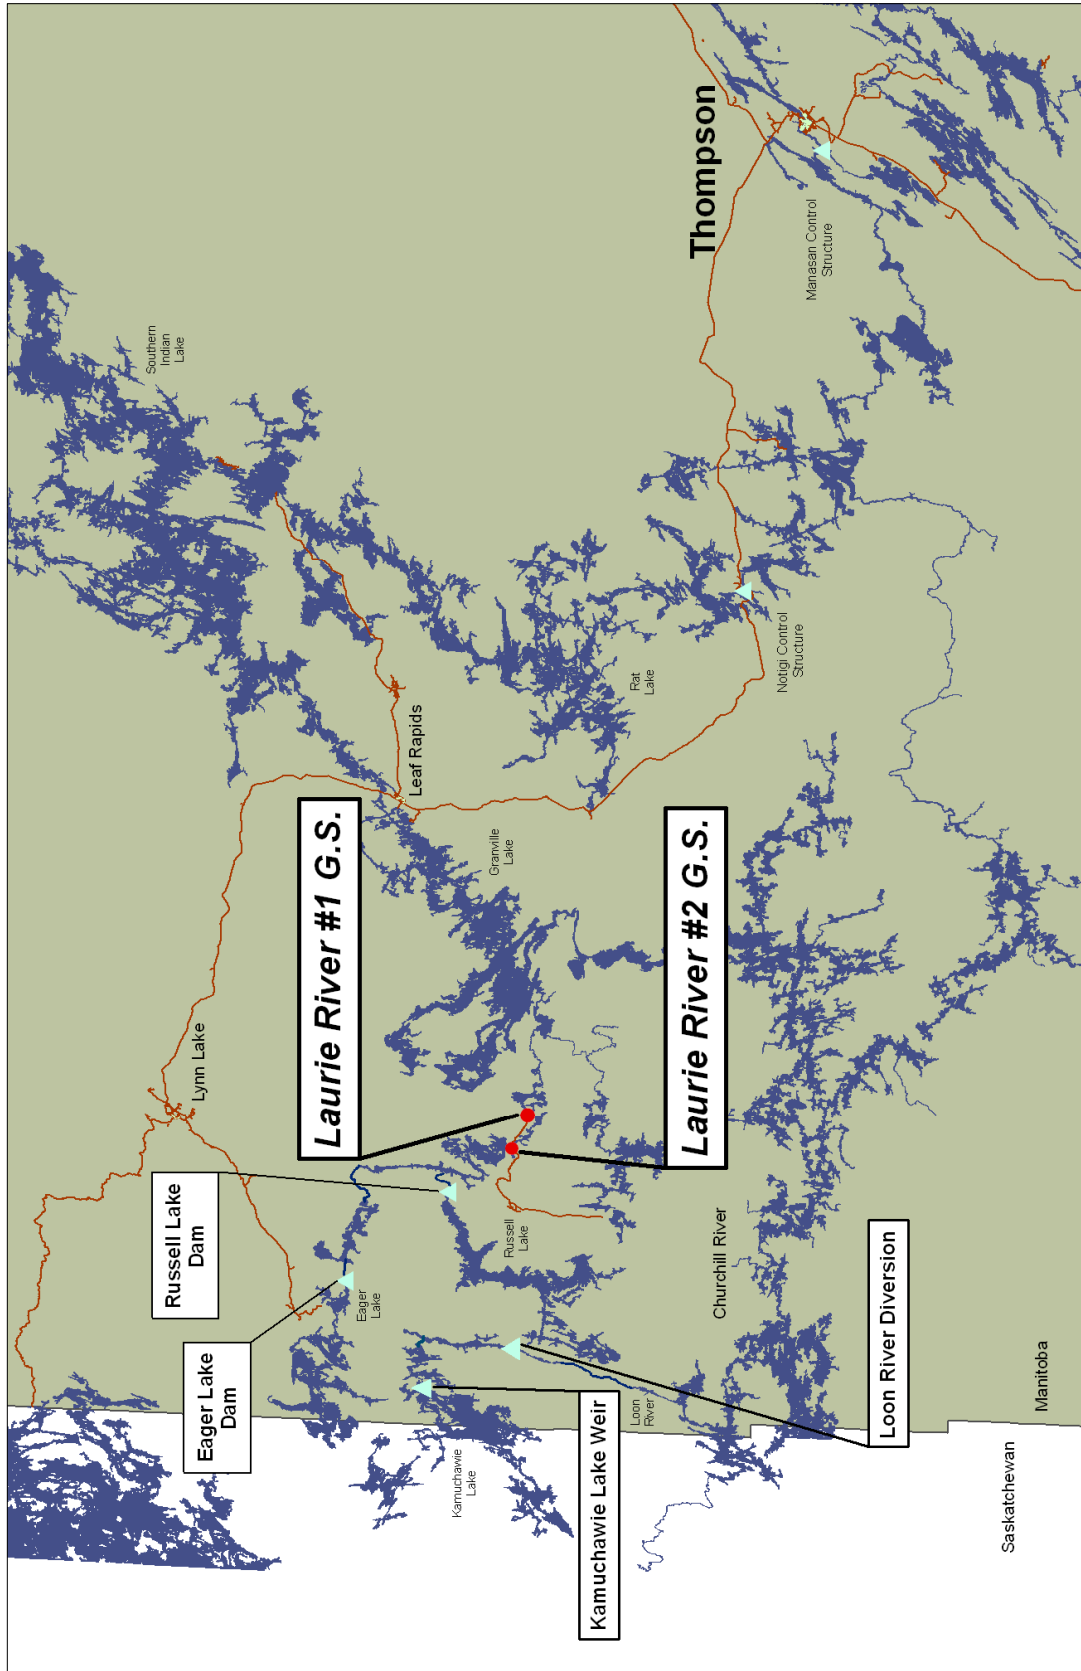 Thompson
Manasan Control
Structure
Southern
Indian
Lake
Notigi Control
Structure
Rat
Lake
Leaf Rapids
Granville
Lake
Lynn Lake
Laurie River #1 G.S.
Laurie River #2 G.S.
Russell Lake
Dam
Eager Lake
Dam
Eager
Lake
Russell
Lake
Churchill River
Loon River Diversion
Loon
River
Kamuchawie Lake Weir
Kamuchawie
Lake
Manitoba
Saskatchewan